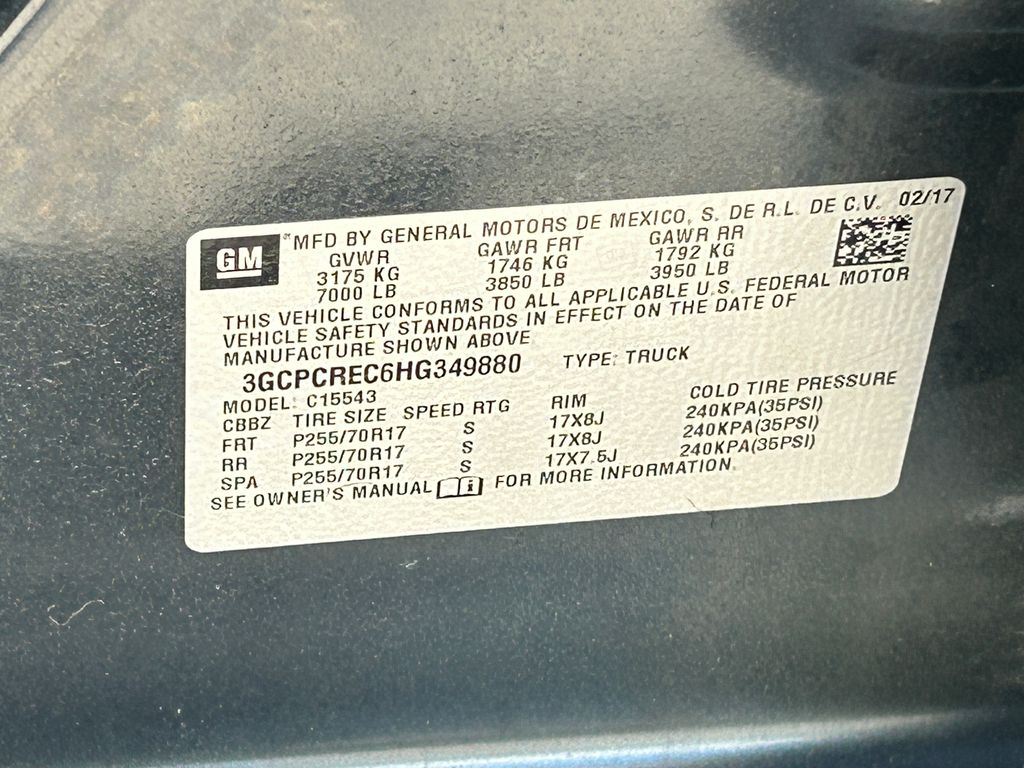 GM MFD BY GENERAL MOTORS DE MEXICO, S. DE R.L. DE C.V. 02/17
GVWR GAWR FRT GAWR RR
3175 KG 1746 KG 1792 KG
7000 LB 3850 LB 3950 LB
THIS VEHICLE CONFORMS TO ALL APPLICABLE U.S. FEDERAL MOTOR
VEHICLE SAFETY STANDARDS IN EFFECT ON THE DATE OF
MANUFACTURE SHOWN ABOVE
3GCPCREC6HG349880 TYPE: TRUCK
MODEL: C15543
CBBZ TIRE SIZE SPEED RTG RIM COLD TIRE PRESSURE
FRT P255/70R17 S 17X8J 240KPA(35PSI)
RR P255/70R17 S 17X8J 240KPA(35PSI)
SPA P255/70R17 S 17X7.5J 240KPA(35PSI)
SEE OWNER'S MANUAL i FOR MORE INFORMATION